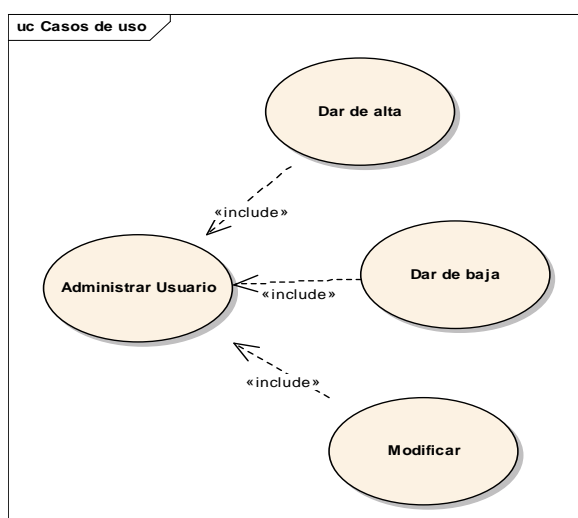 uc Casos de uso
Dar de alta
«include»
Administrar Usuario
Dar de baja
«include»
«include»
Modificar